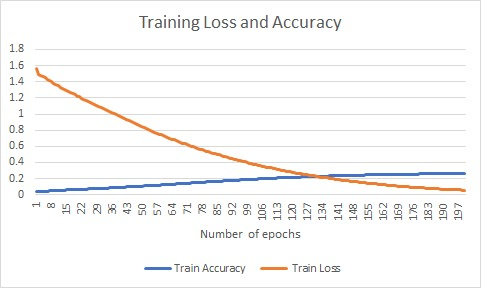 Training Loss and Accuracy
1.8
1.6
1.4
1.2
1
0.8
0.6
0.4
0.2
0
1 8 15 22 29 36 43 50 57 64 71 78 85 92 99 106 113 120 127 134 141 148 155 162 169 176 183 190 197
Number of epochs
Train Accuracy Train Loss